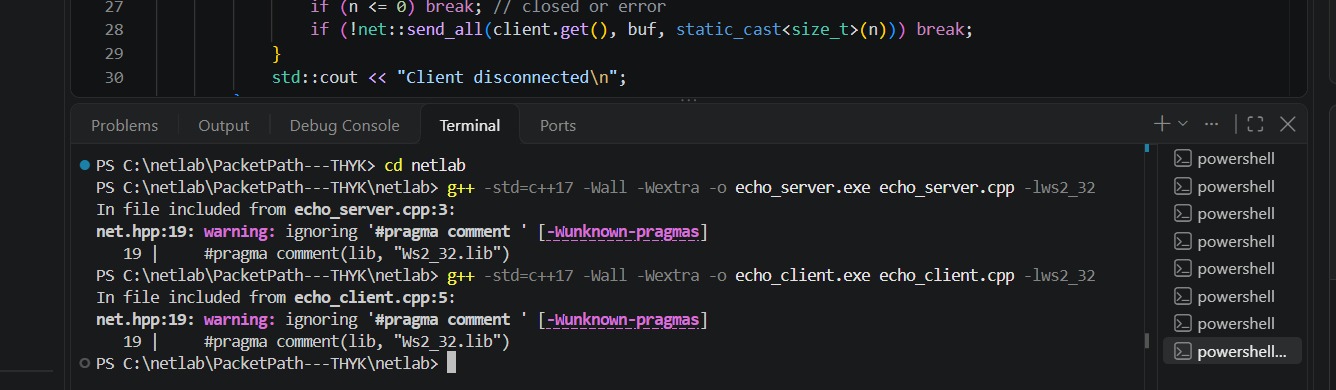 27 if (n <= 0) break; // closed or error
28 if (!net::send_all(client.get(), buf, static_cast<size_t>(n))) break;
29 }
30 std::cout << "Client disconnected\n";
Problems Output Debug Console Terminal Ports
PS C:\netlab\PacketPath---THYK> cd netlab
PS C:\netlab\PacketPath---THYK\netlab> g++ -std=c++17 -Wall -Wextra -o echo_server.exe echo_server.cpp -lws2_32
In file included from echo_server.cpp:3:
net.hpp:19: warning: ignoring '#pragma comment ' [-Wunknown-pragmas]
19 | #pragma comment(lib, "Ws2_32.lib")
PS C:\netlab\PacketPath---THYK\netlab> g++ -std=c++17 -Wall -Wextra -o echo_client.exe echo_client.cpp -lws2_32
In file included from echo_client.cpp:5:
net.hpp:19: warning: ignoring '#pragma comment ' [-Wunknown-pragmas]
19 | #pragma comment(lib, "Ws2_32.lib")
PS C:\netlab\PacketPath---THYK\netlab>
powershell
powershell
powershell
powershell
powershell
powershell
powershell
powershell...